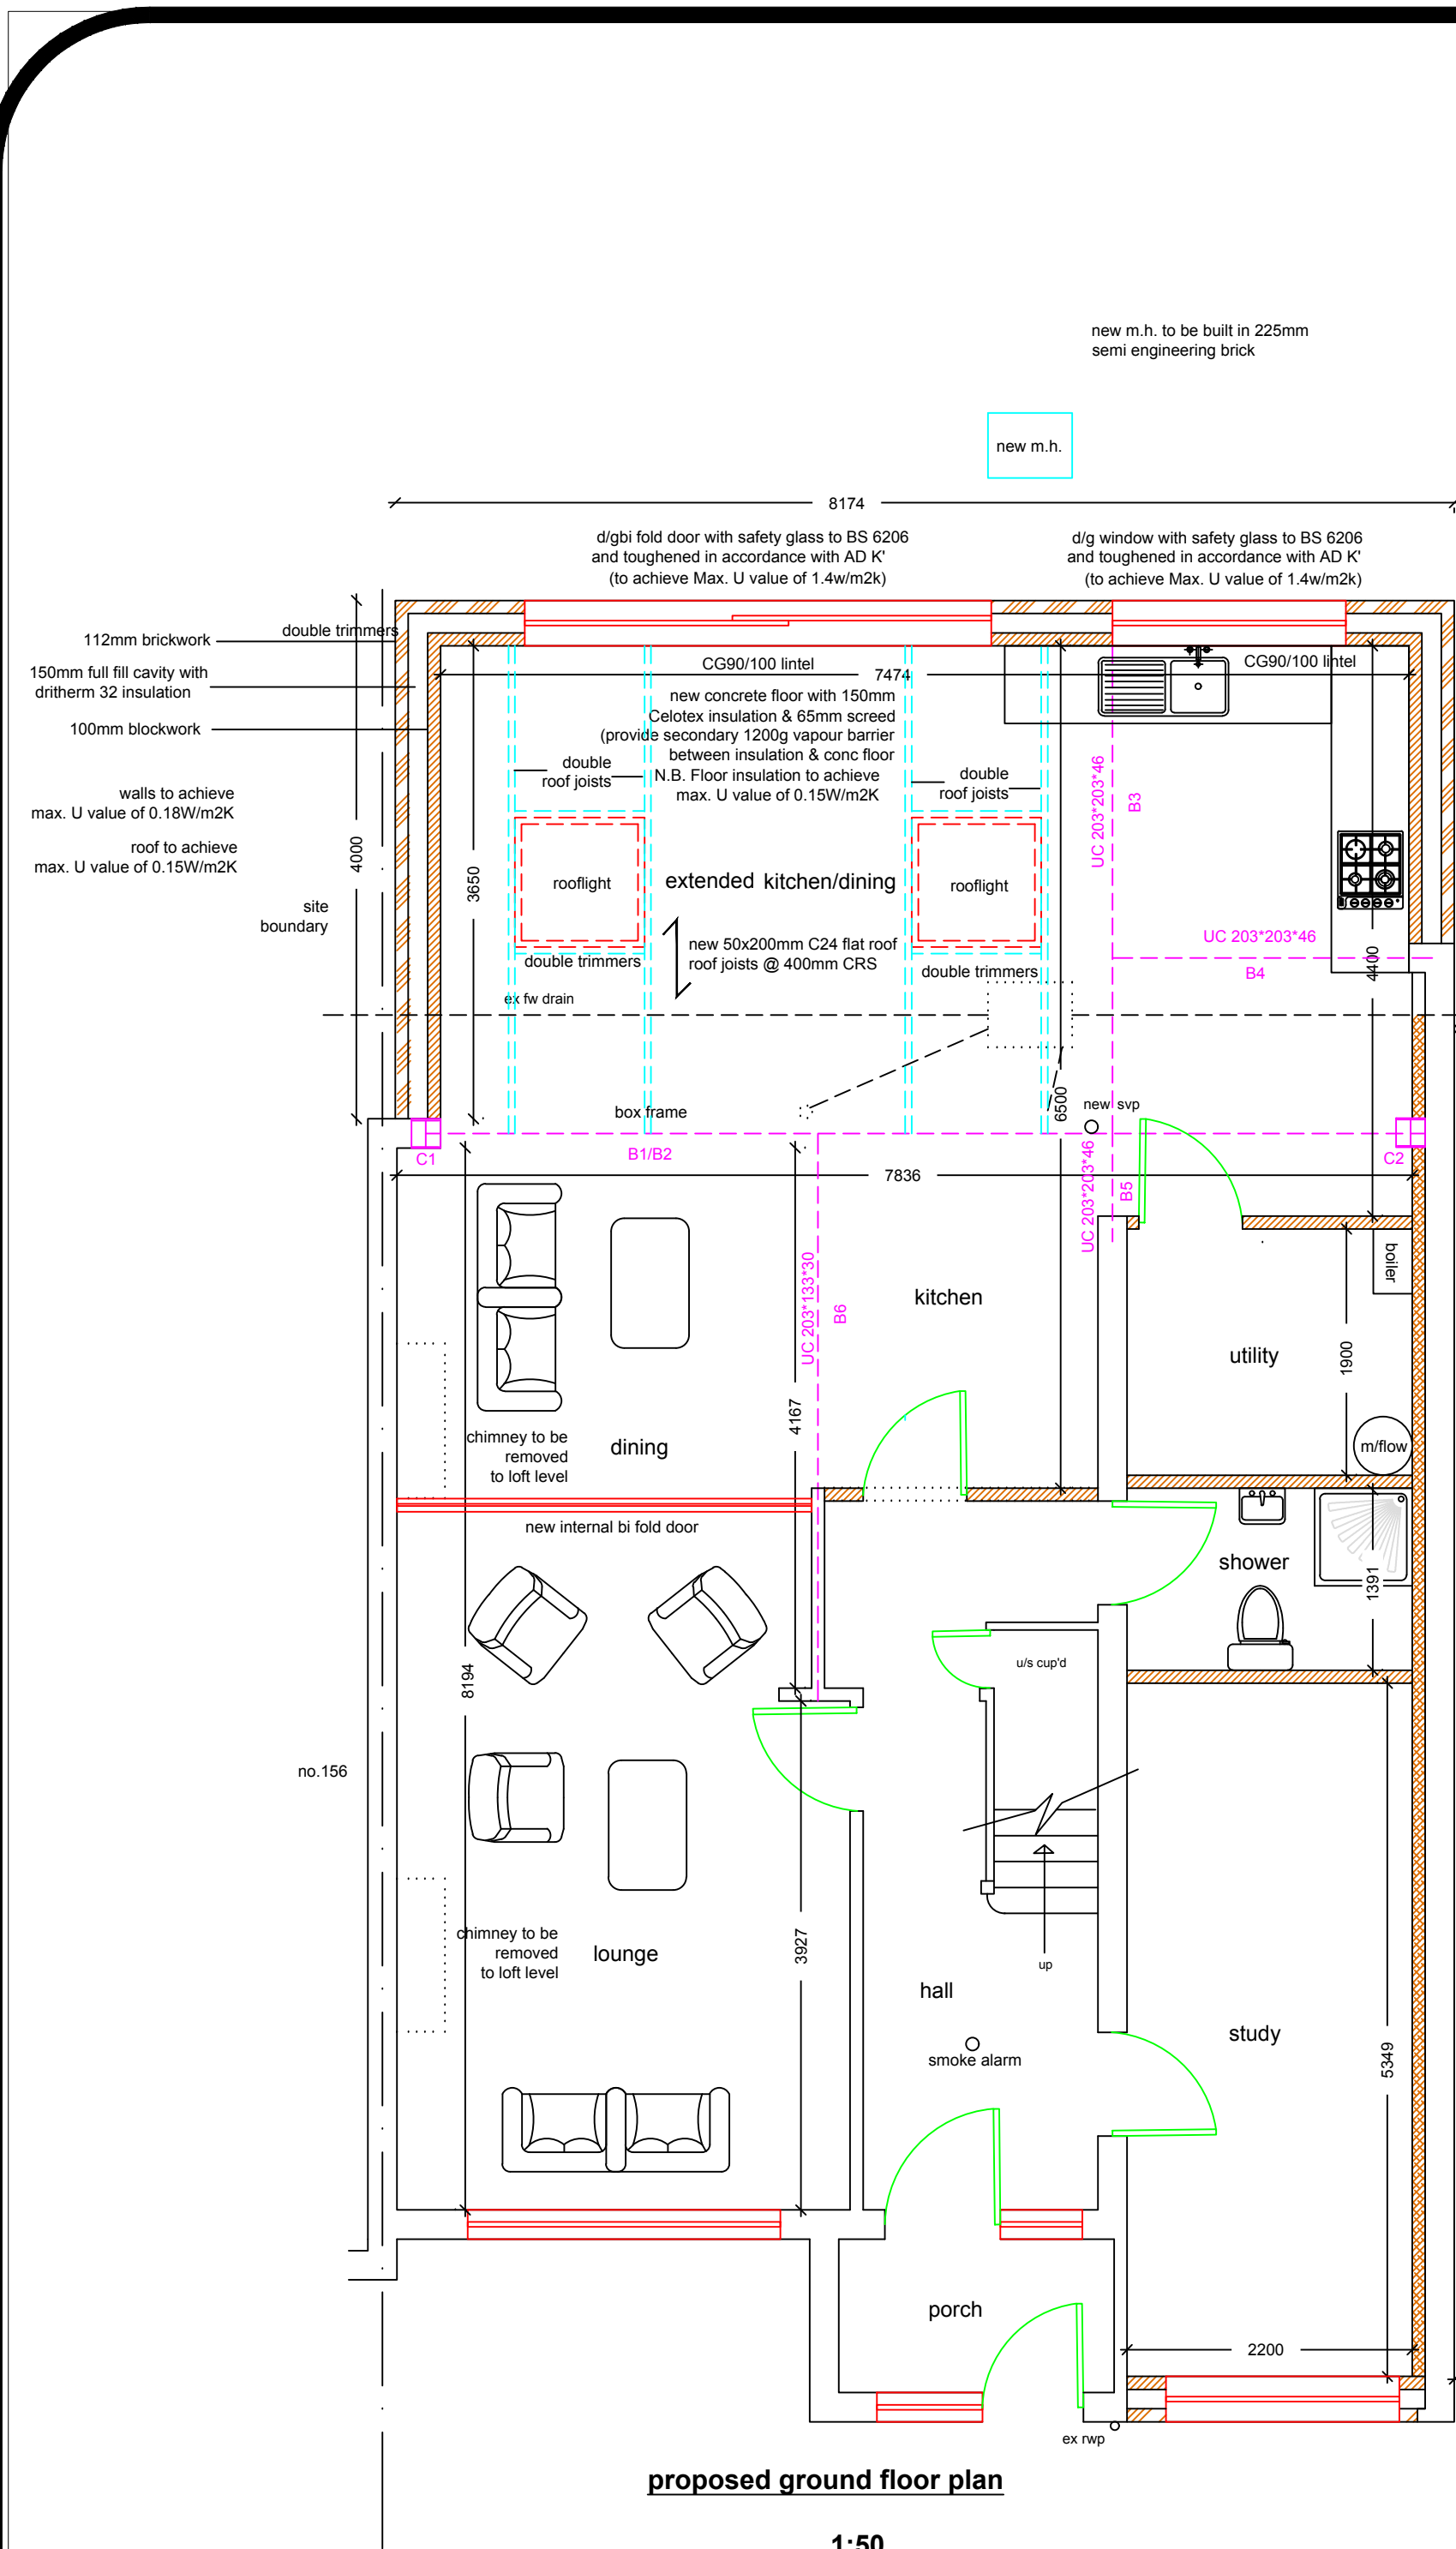 new m.h. to be built in 225mm
semi engineering brick
new m.h.
8174
d/gbi fold door with safety glass to BS 6206
and toughened in accordance with AD K'
(to achieve Max. U value of 1.4w/m2k)
d/g window with safety glass to BS 6206
and toughened in accordance with AD K'
(to achieve Max. U value of 1.4w/m2k)
112mm brickwork
double trimmers
150mm full fill cavity with
dritherm 32 insulation
100mm blockwork
walls to achieve
max. U value of 0.18W/m2K
roof to achieve
max. U value of 0.15W/m2K
site
boundary
4000
3650
CG90/100 lintel
7474
CG90/100 lintel
new concrete floor with 150mm
Celotex insulation & 65mm screed
(provide secondary 1200g vapour barrier
between insulation & conc floor
N.B. Floor insulation to achieve
max. U value of 0.15W/m2K
double
roof joists
double
roof joists
UC 203*203*46
B3
rooflight
extended kitchen/dining
rooflight
new 50x200mm C24 flat roof
roof joists @ 400mm CRS
double trimmers
double trimmers
UC 203*203*46
B4
4400
ex fw drain
6500
box frame
new svp
C1
B1/B2
C2
7836
UC 203*203*46
B5
boiler
UC 203*133*30
B6
kitchen
utility
1900
4167
m/flow
chimney to be
removed
to loft level
dining
new internal bi fold door
shower
1391
u/s cup'd
8194
no.156
chimney to be
removed
to loft level
lounge
3927
up
hall
smoke alarm
study
5349
porch
2200
ex rwp
proposed ground floor plan
1:50